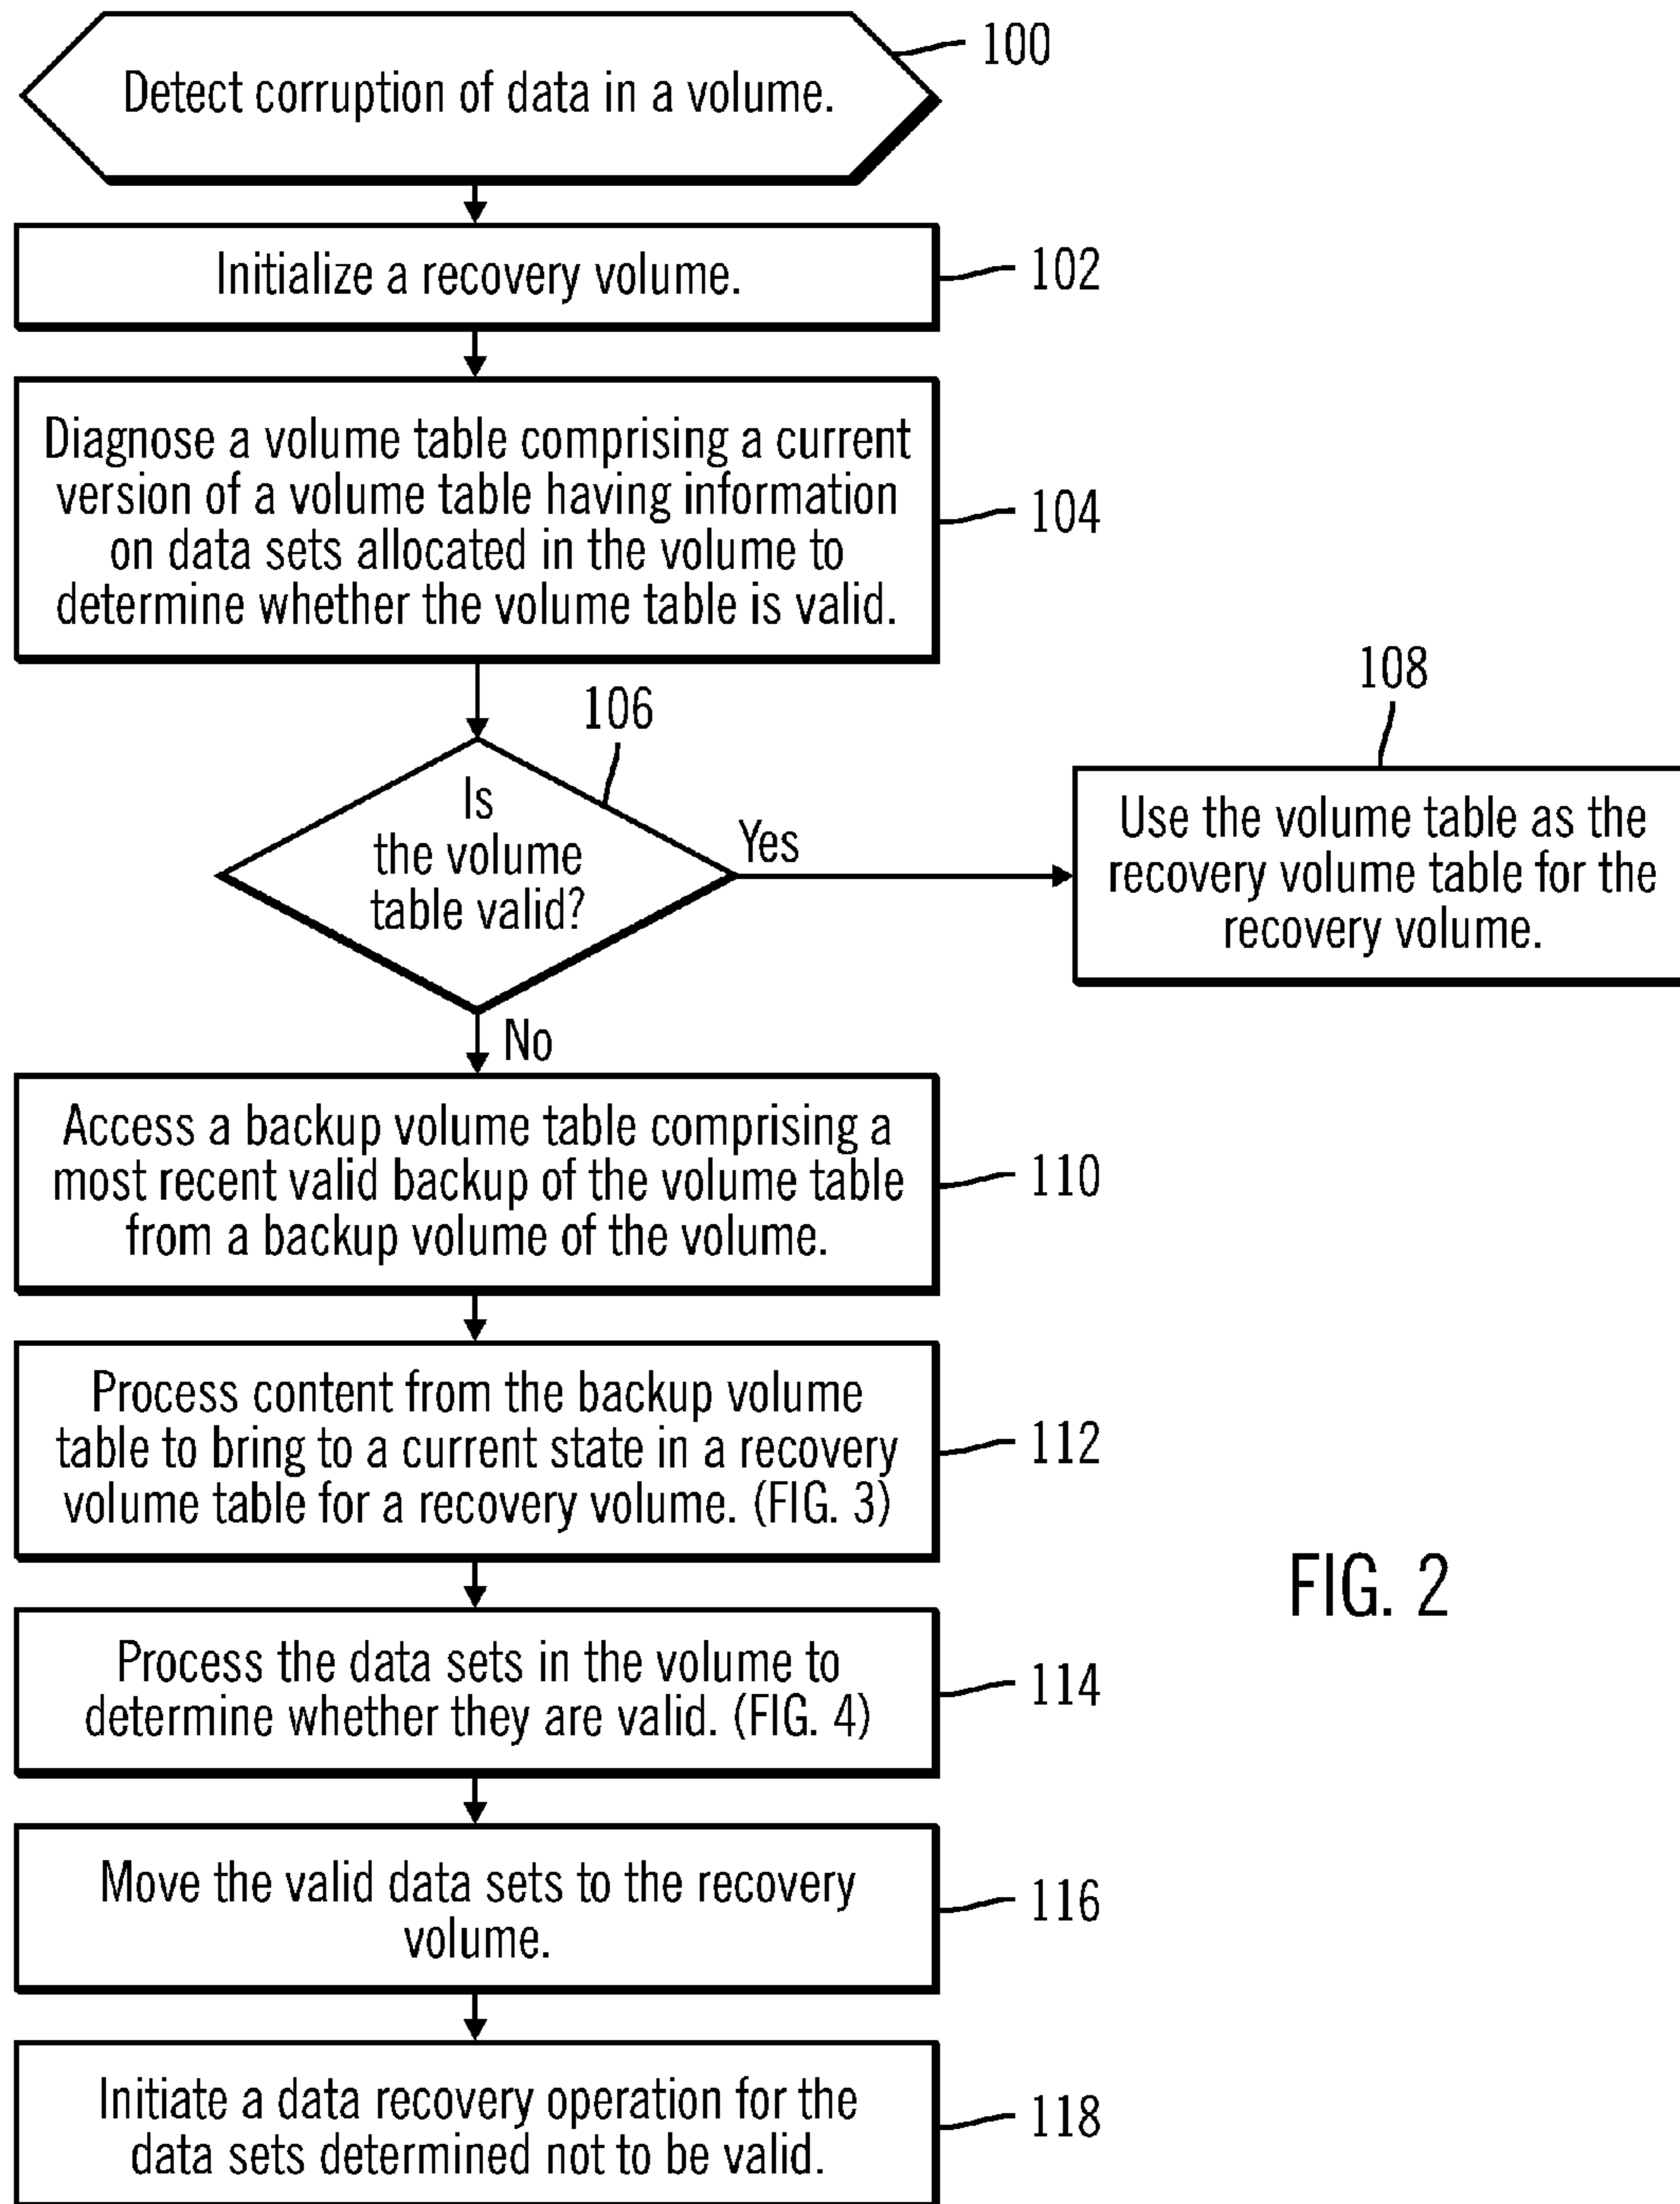 Detect corruption of data in a volume.
100
Initialize a recovery volume.
102
Diagnose a volume table comprising a current
version of a volume table having information
on data sets allocated in the volume to
determine whether the volume table is valid.
104
106
Is
the volume
table valid?
Yes
108
Use the volume table as the
recovery volume table for the
recovery volume.
No
Access a backup volume table comprising a
most recent valid backup of the volume table
from a backup volume of the volume.
110
Process content from the backup volume
table to bring to a current state in a recovery
volume table for a recovery volume. (FIG. 3)
112
Process the data sets in the volume to
determine whether they are valid. (FIG. 4)
114
Move the valid data sets to the recovery
volume.
116
Initiate a data recovery operation for the
data sets determined not to be valid.
118
FIG. 2